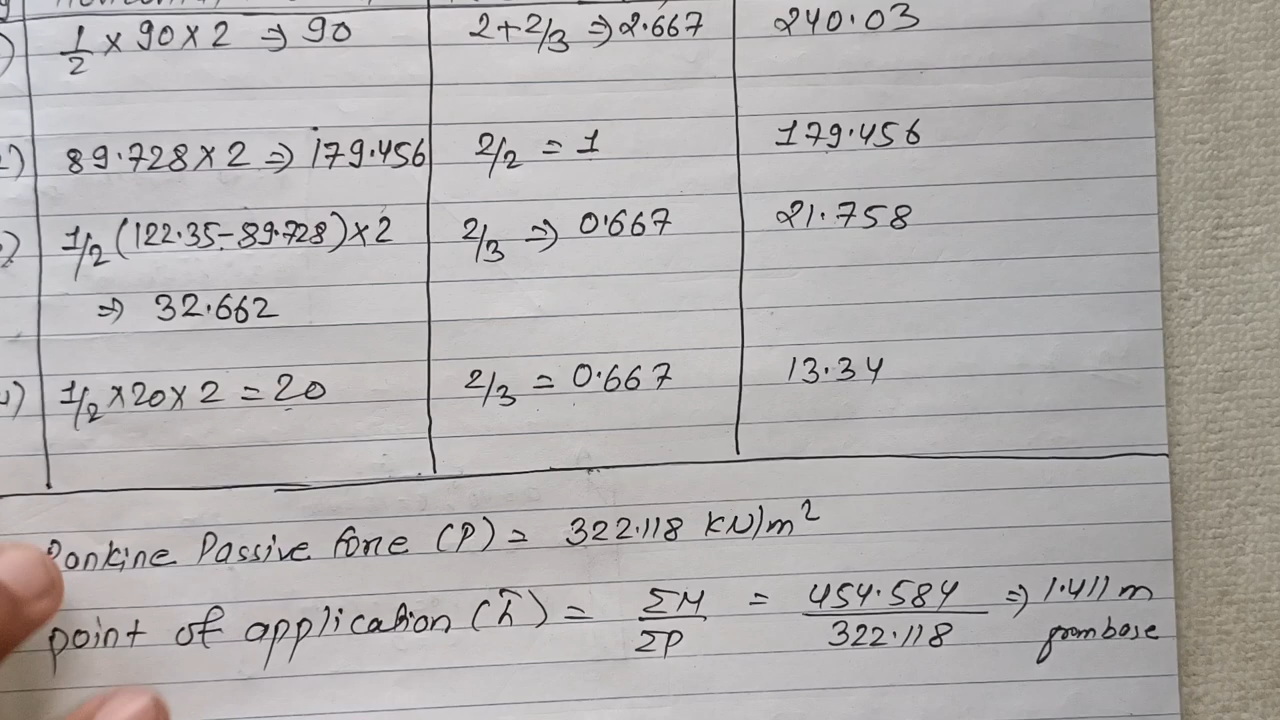 1/2 × 90 × 2 ⇒ 90 2+2/3 ⇒ 2.667 240.03
89.728 × 2 ⇒ 179.456 2/2 = 1 179.456
1/2 (122.35-89.728) × 2 2/3 ⇒ 0.667 21.758
⇒ 32.662
1/2 × 20 × 2 = 20 2/3 = 0.667 13.34
Rankine Passive force (P) = 322.118 KN/m²
point of application (h̄) = ΣM/ΣP = 454.584/322.118 ⇒ 1.411 m
from base